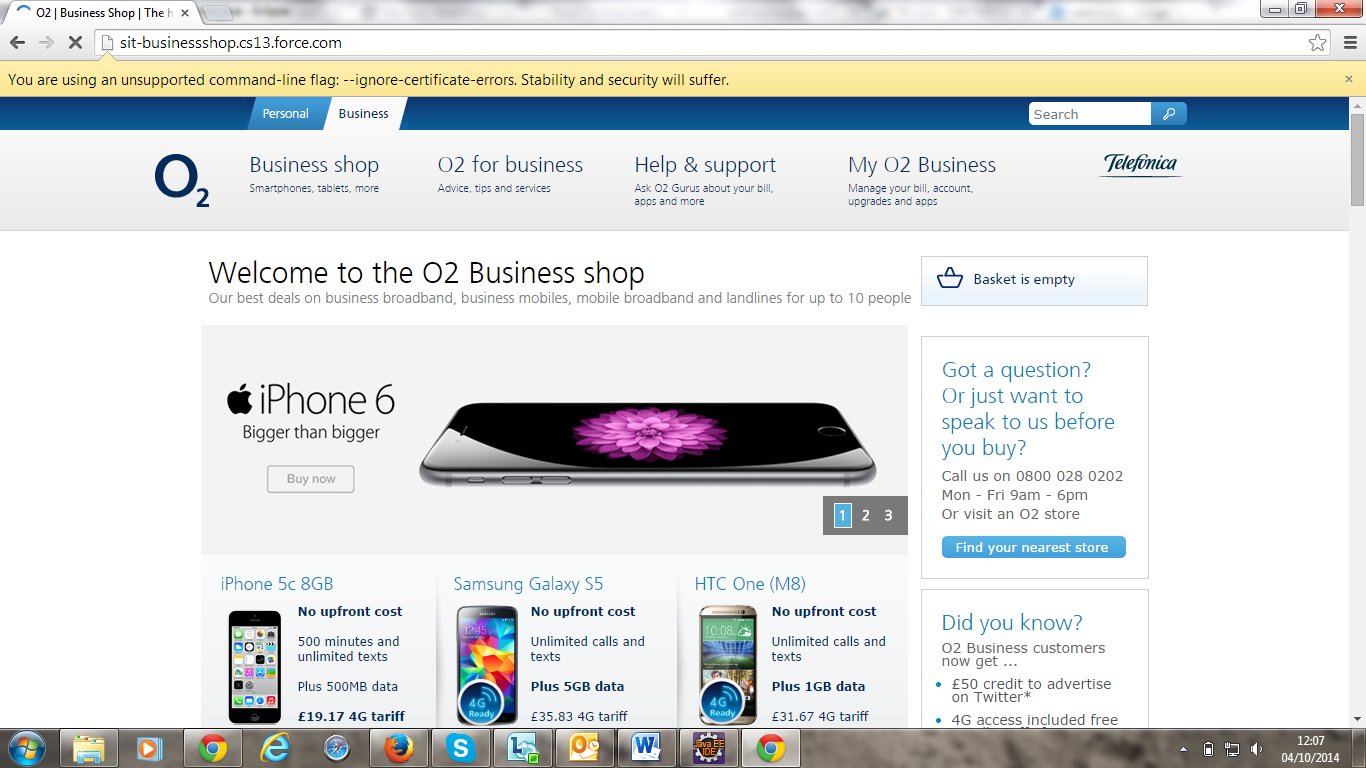 O2 | Business Shop | The h
sit-businessshop.cs13.force.com
You are using an unsupported command-line flag: --ignore-certificate-errors. Stability and security will suffer.
Personal
Business
Search
O2
Business shop
Smartphones, tablets, more
O2 for business
Advice, tips and services
Help & support
Ask O2 Gurus about your bill,
apps and more
My O2 Business
Manage your bill, account,
upgrades and apps
Telefónica
Welcome to the O2 Business shop
Our best deals on business broadband, business mobiles, mobile broadband and landlines for up to 10 people
Basket is empty
iPhone 6
Bigger than bigger
Buy now
1 2 3
Got a question?
Or just want to
speak to us before
you buy?
Call us on 0800 028 0202
Mon - Fri 9am - 6pm
Or visit an O2 store
Find your nearest store
iPhone 5c 8GB
No upfront cost
500 minutes and
unlimited texts
Plus 500MB data
£19.17 4G tariff
Samsung Galaxy S5
No upfront cost
Unlimited calls and
texts
Plus 5GB data
£35.83 4G tariff
4G
Ready
HTC One (M8)
No upfront cost
Unlimited calls and
texts
Plus 1GB data
£31.67 4G tariff
10:08
4G
Ready
Did you know?
O2 Business customers
now get ...
£50 credit to advertise
on Twitter*
4G access included free
Java EE
IDE
12:07
04/10/2014